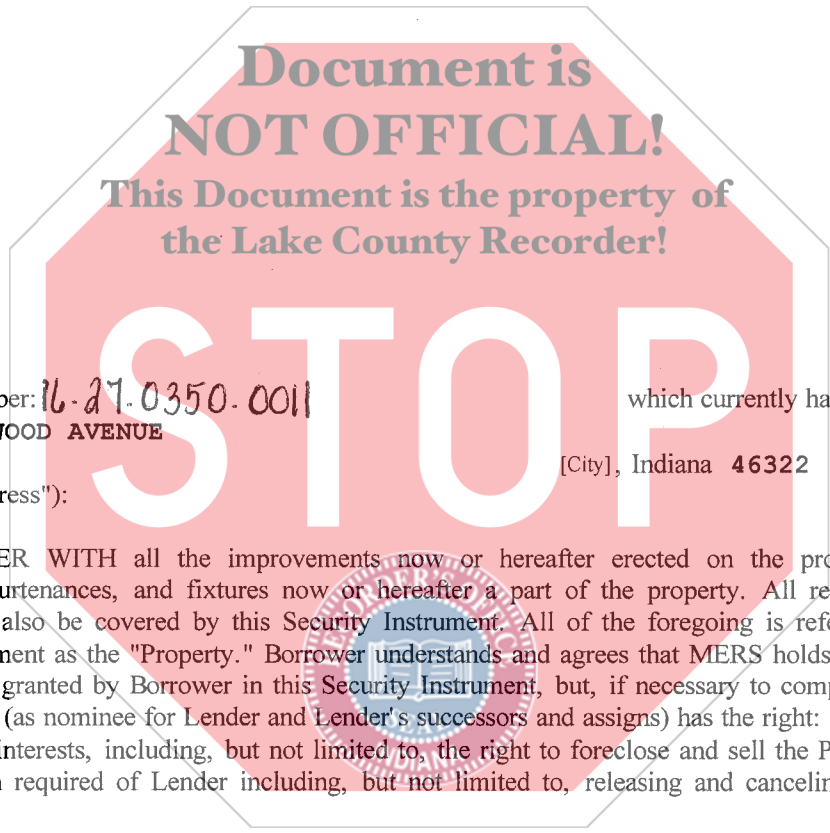 Document is
NOT OFFICIAL!
This Document is the property of
the Lake County Recorder!
STOP
ber: 16-27-0350-0011 which currently ha
WOOD AVENUE
[City], Indiana 46322
ress"):
ER WITH all the improvements now or hereafter erected on the pro
urtenances, and fixtures now or hereafter a part of the property. All re
also be covered by this Security Instrument. All of the foregoing is refe
ment as the "Property." Borrower understands and agrees that MERS holds
granted by Borrower in this Security Instrument, but, if necessary to comp
(as nominee for Lender and Lender's successors and assigns) has the right:
interests, including, but not limited to, the right to foreclose and sell the P
n required of Lender including, but not limited to, releasing and cancelin
RECORDER'S OFFICE
SEAL
INDIANA